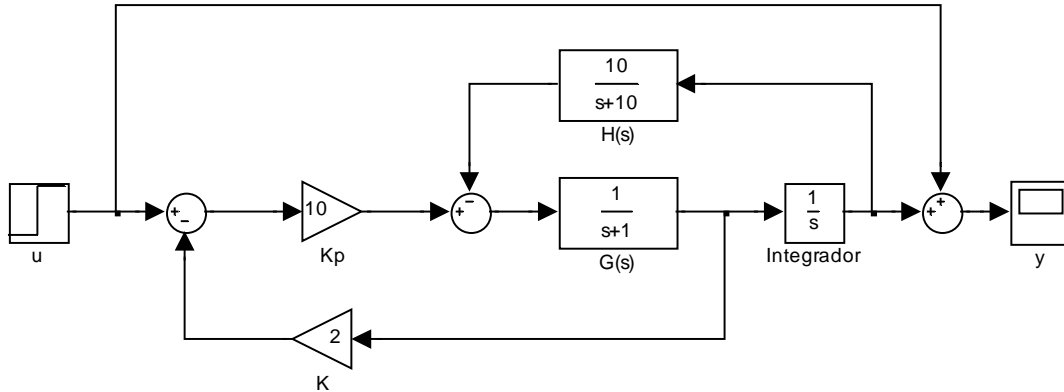 10
s+10
H(s)
u
+
−
10
Kp
−
+
1
s+1
G(s)
1
s
Integrador
+
+
y
2
K